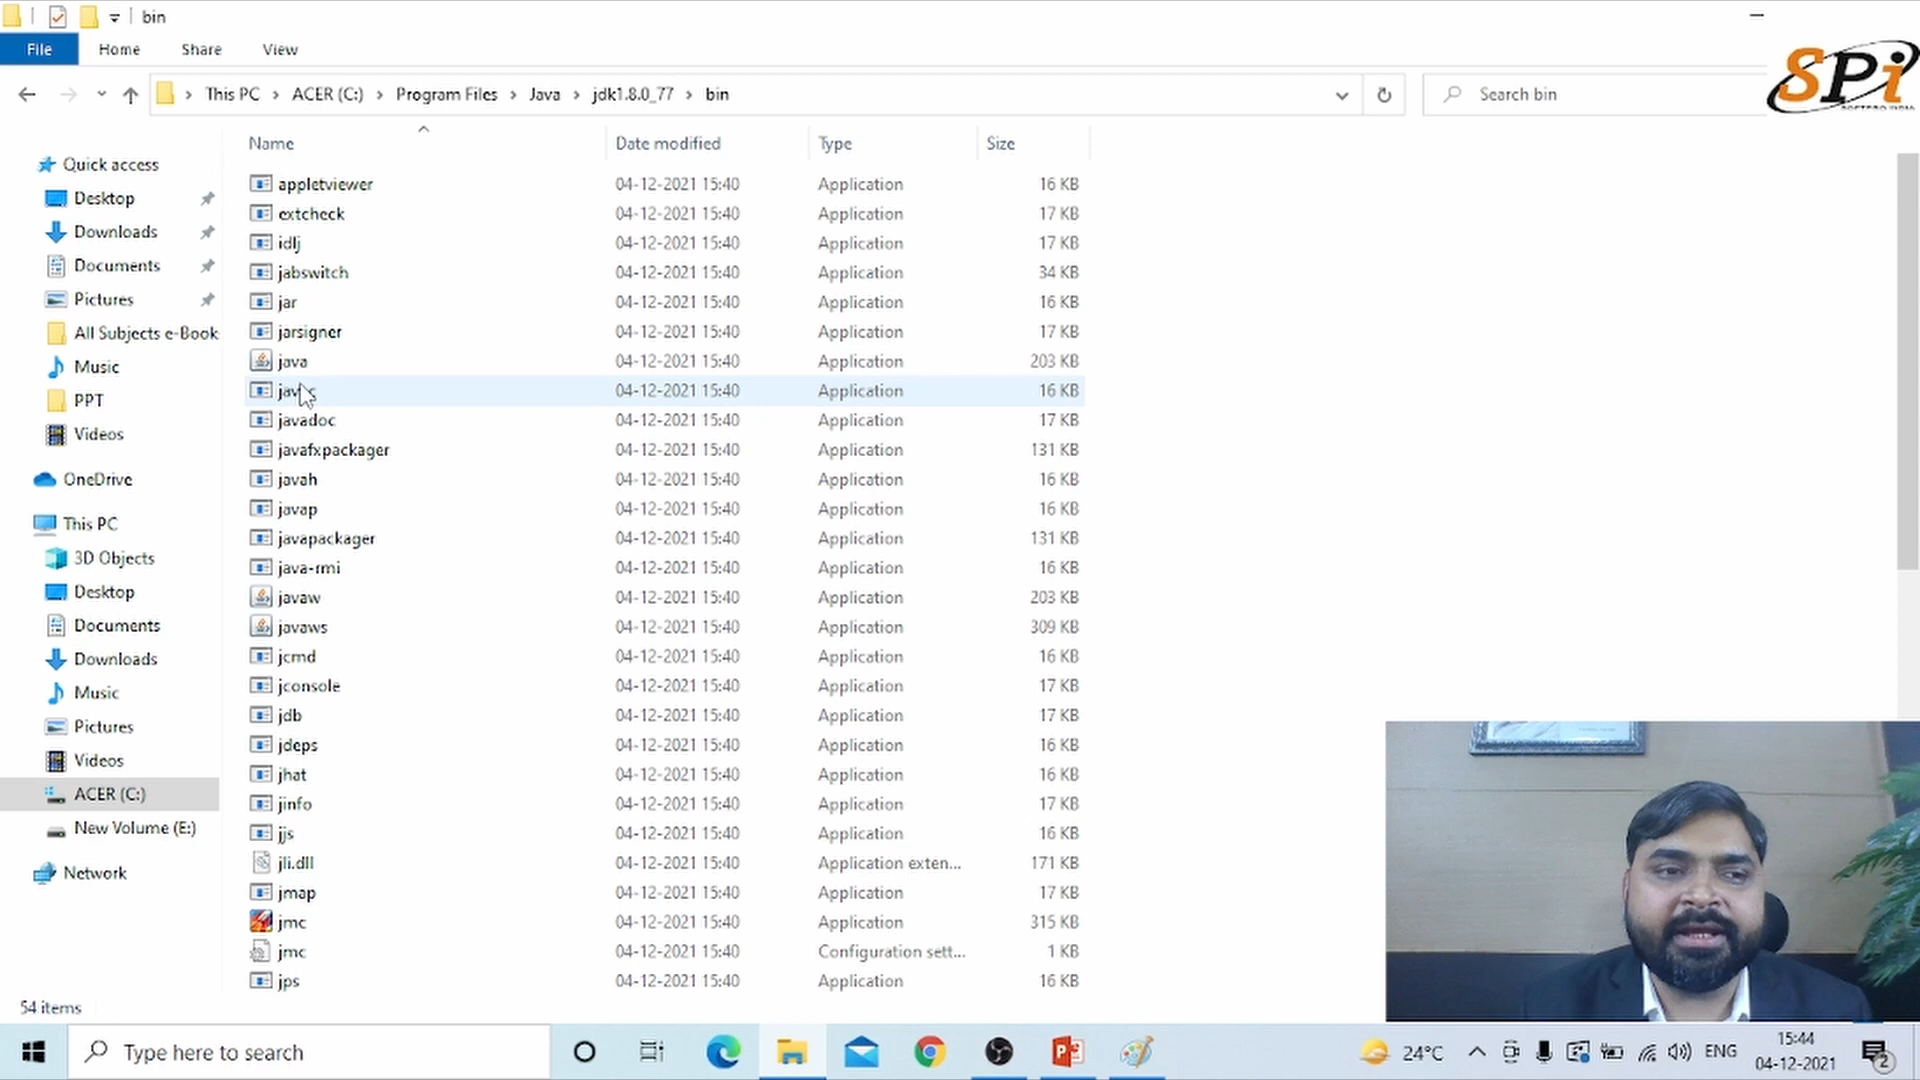 bin
File Home Share View
This PC › ACER (C:) › Program Files › Java › jdk1.8.0_77 › bin
Search bin
SPi
Name Date modified Type Size
Quick access
Desktop
Downloads
Documents
Pictures
All Subjects e-Book
Music
PPT
Videos
OneDrive
This PC
3D Objects
Desktop
Documents
Downloads
Music
Pictures
Videos
ACER (C:)
New Volume (E:)
Network
appletviewer 04-12-2021 15:40 Application 16 KB
extcheck 04-12-2021 15:40 Application 17 KB
idlj 04-12-2021 15:40 Application 17 KB
jabswitch 04-12-2021 15:40 Application 34 KB
jar 04-12-2021 15:40 Application 16 KB
jarsigner 04-12-2021 15:40 Application 17 KB
java 04-12-2021 15:40 Application 203 KB
javac 04-12-2021 15:40 Application 16 KB
javadoc 04-12-2021 15:40 Application 17 KB
javafxpackager 04-12-2021 15:40 Application 131 KB
javah 04-12-2021 15:40 Application 16 KB
javap 04-12-2021 15:40 Application 16 KB
javapackager 04-12-2021 15:40 Application 131 KB
java-rmi 04-12-2021 15:40 Application 16 KB
javaw 04-12-2021 15:40 Application 203 KB
javaws 04-12-2021 15:40 Application 309 KB
jcmd 04-12-2021 15:40 Application 16 KB
jconsole 04-12-2021 15:40 Application 17 KB
jdb 04-12-2021 15:40 Application 17 KB
jdeps 04-12-2021 15:40 Application 16 KB
jhat 04-12-2021 15:40 Application 16 KB
jinfo 04-12-2021 15:40 Application 17 KB
jjs 04-12-2021 15:40 Application 16 KB
jli.dll 04-12-2021 15:40 Application exten... 171 KB
jmap 04-12-2021 15:40 Application 17 KB
jmc 04-12-2021 15:40 Application 315 KB
jmc 04-12-2021 15:40 Configuration sett... 1 KB
jps 04-12-2021 15:40 Application 16 KB
54 items
Type here to search
24°C
ENG
15:44
04-12-2021
2